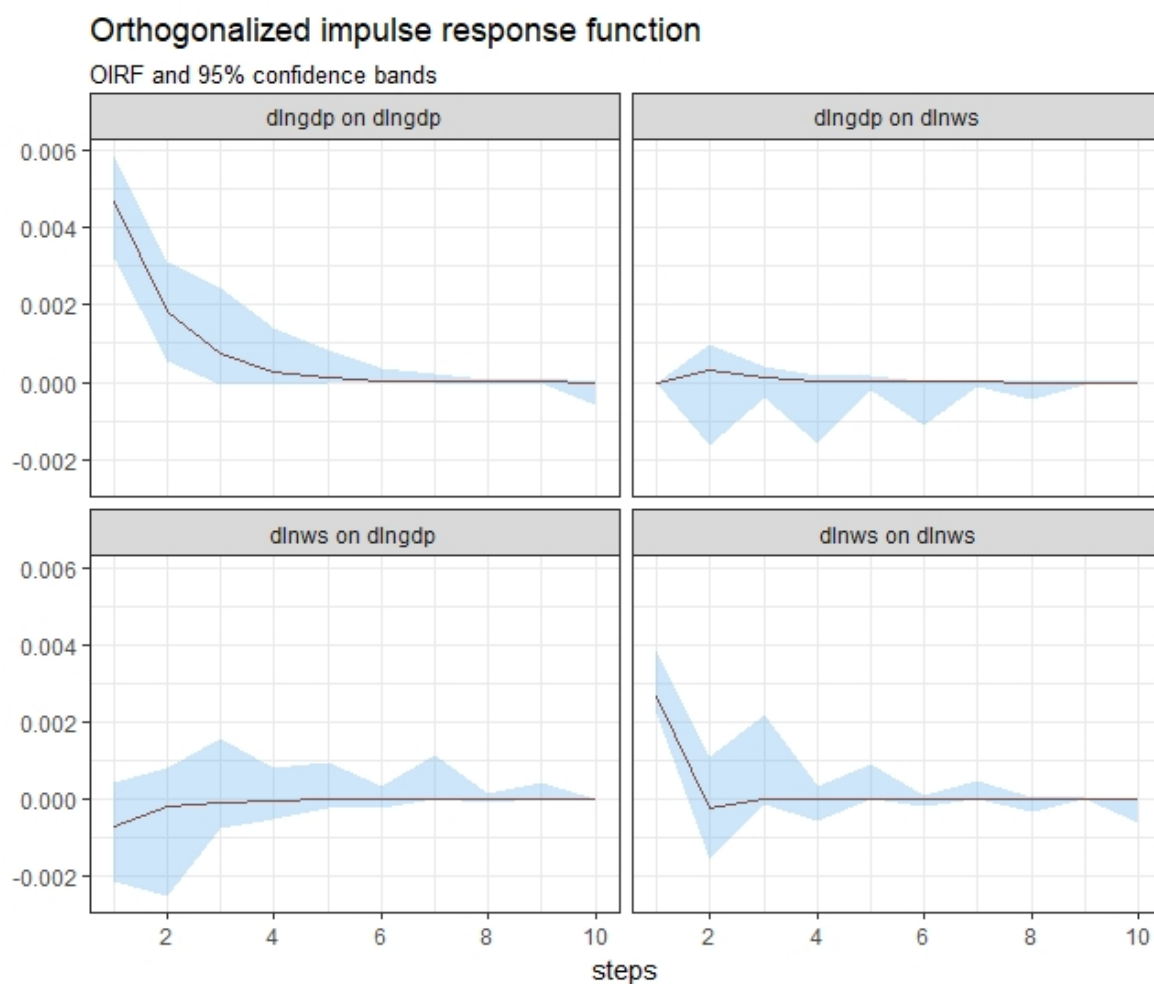 Orthogonalized impulse response function
OIRF and 95% confidence bands
dlngdp on dlngdp
dlngdp on dlnws
0.006
0.004
0.002
0.000
-0.002
dlnws on dlngdp
dlnws on dlnws
0.006
0.004
0.002
0.000
-0.002
2 4 6 8 10
2 4 6 8 10
steps